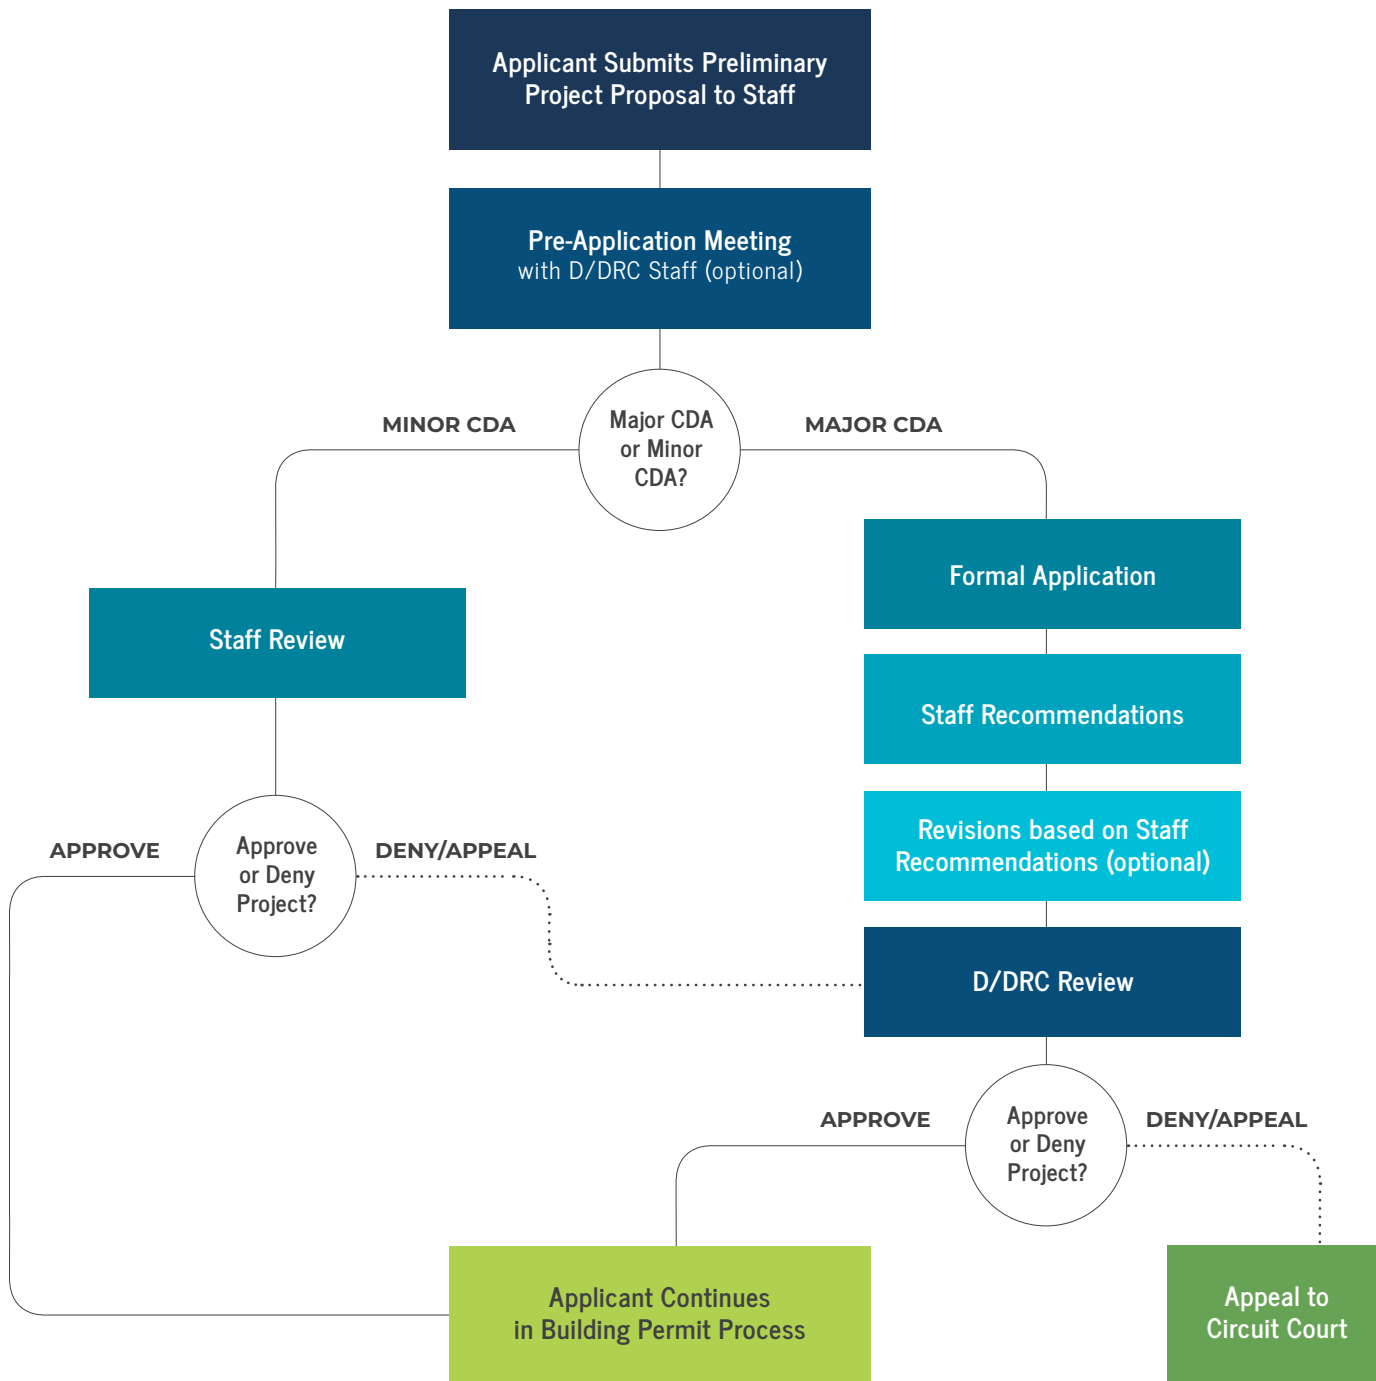 Applicant Submits Preliminary
Project Proposal to Staff
Pre-Application Meeting
with D/DRC Staff (optional)
MINOR CDA
Major CDA
or Minor
CDA?
MAJOR CDA
Formal Application
Staff Review
Staff Recommendations
Revisions based on Staff
Recommendations (optional)
APPROVE
Approve
or Deny
Project?
DENY/APPEAL
D/DRC Review
APPROVE
Approve
or Deny
Project?
DENY/APPEAL
Applicant Continues
in Building Permit Process
Appeal to
Circuit Court